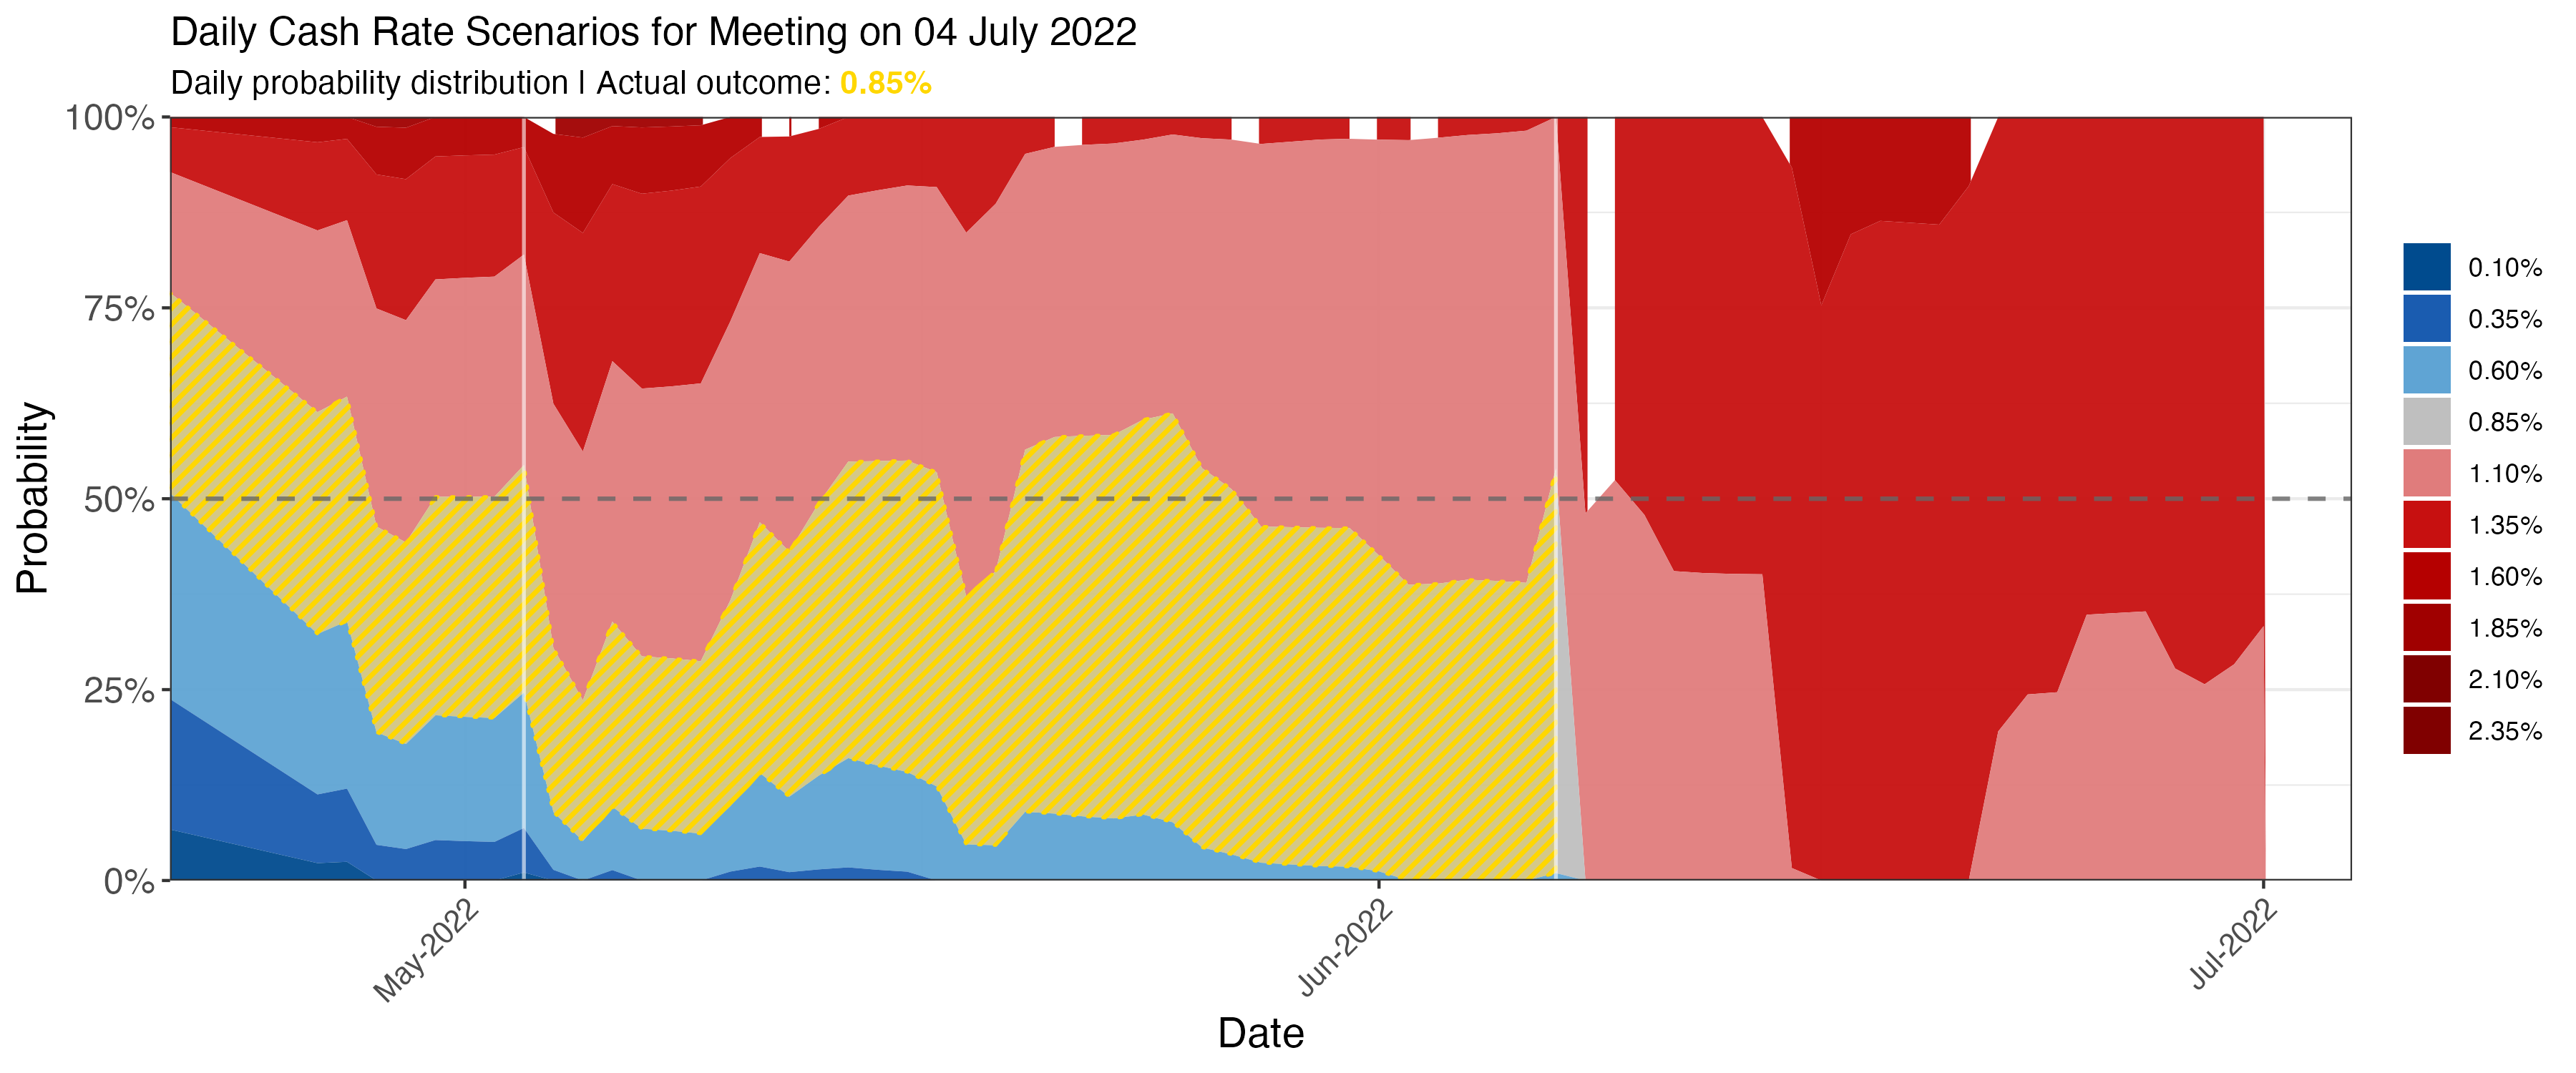 Daily Cash Rate Scenarios for Meeting on 04 July 2022
Daily probability distribution | Actual outcome: 0.85%
Probability
100%
75%
50%
25%
0%
May-2022
Jun-2022
Jul-2022
Date
0.10%
0.35%
0.60%
0.85%
1.10%
1.35%
1.60%
1.85%
2.10%
2.35%